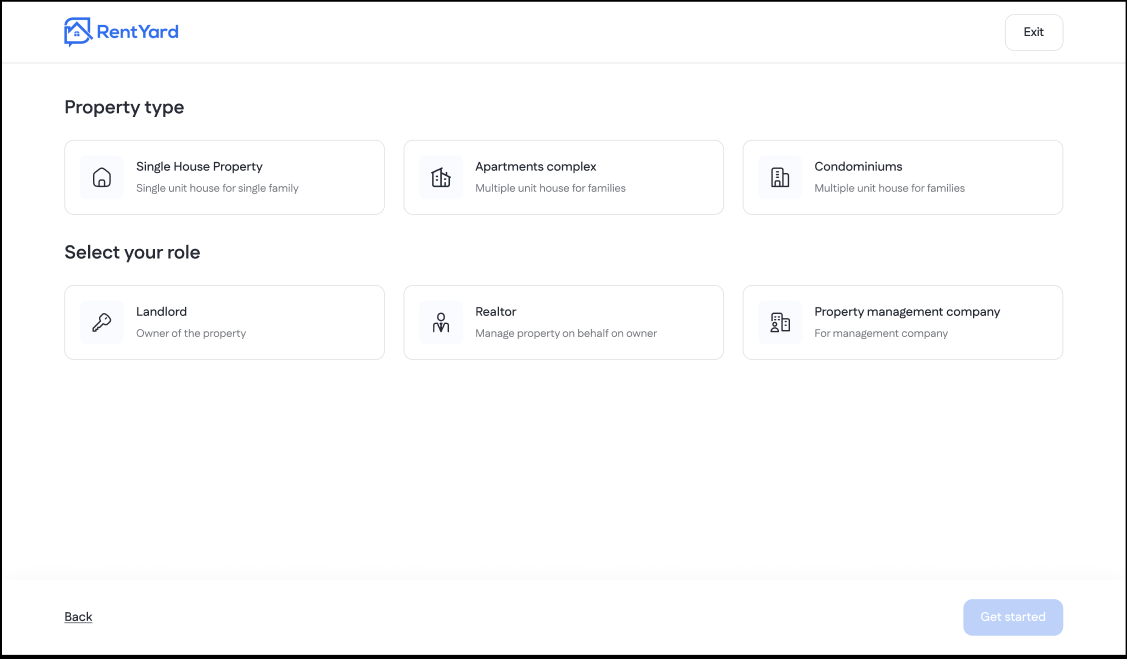 RentYard
Exit
Property type
Single House Property
Single unit house for single family
Apartments complex
Multiple unit house for families
Condominiums
Multiple unit house for families
Select your role
Landlord
Owner of the property
Realtor
Manage property on behalf on owner
Property management company
For management company
Back
Get started